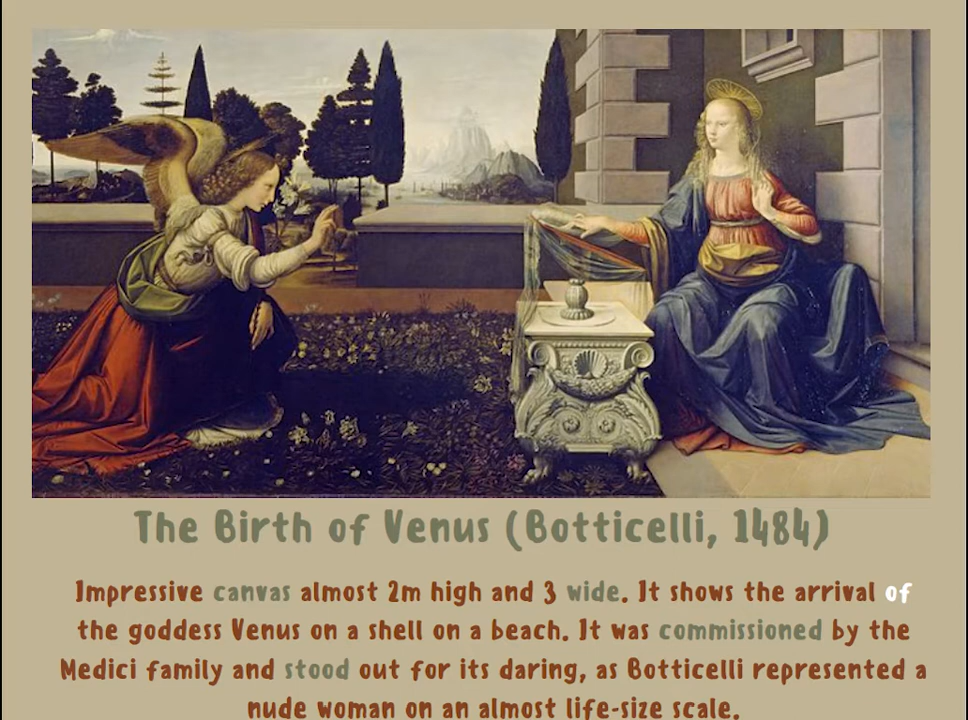 The Birth of Venus (Botticelli, 1484)
Impressive canvas almost 2m high and 3 wide. It shows the arrival of
the goddess Venus on a shell on a beach. It was commissioned by the
Medici family and stood out for its daring, as Botticelli represented a
nude woman on an almost life-size scale.